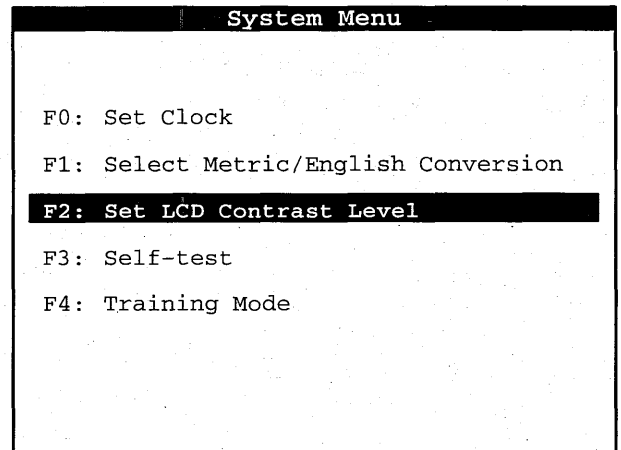 System Menu
F0: Set Clock
F1: Select Metric/English Conversion
F2: Set LCD Contrast Level
F3: Self-test
F4: Training Mode